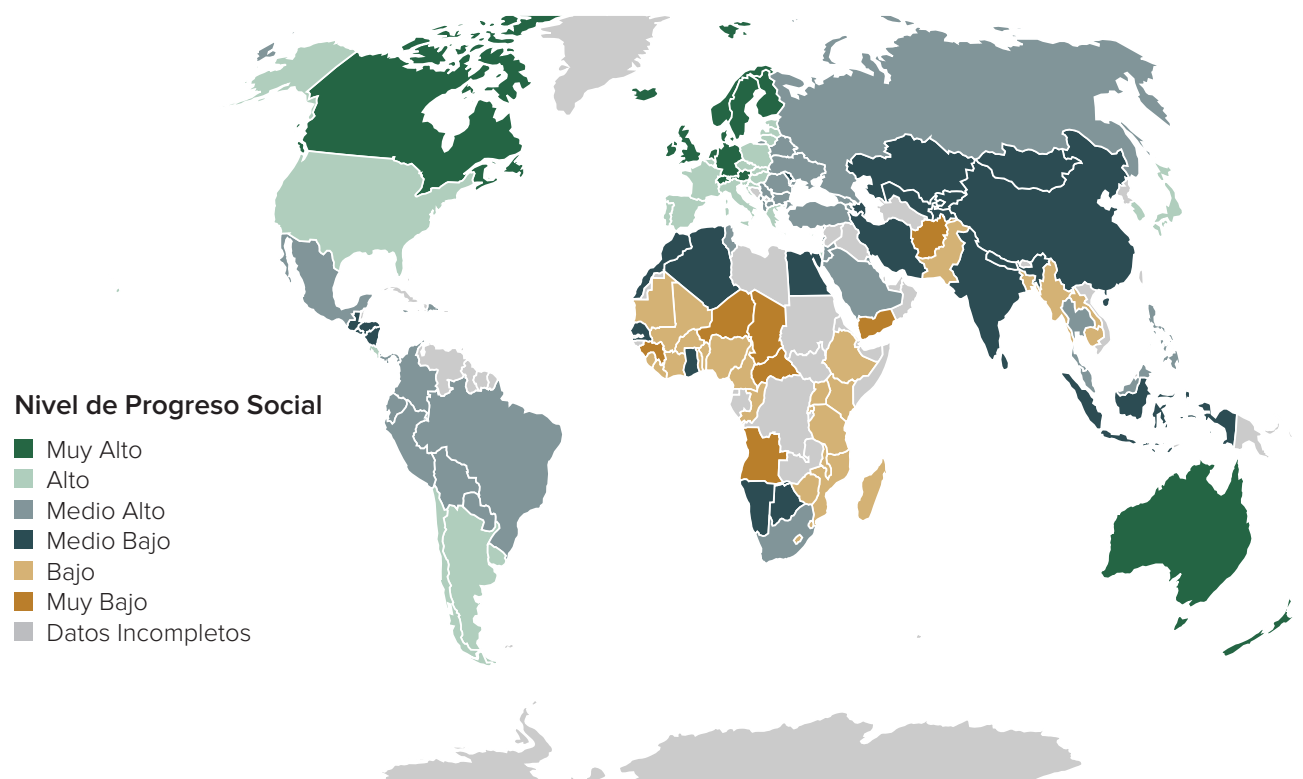 Nivel de Progreso Social
Muy Alto
Alto
Medio Alto
Medio Bajo
Bajo
Muy Bajo
Datos Incompletos